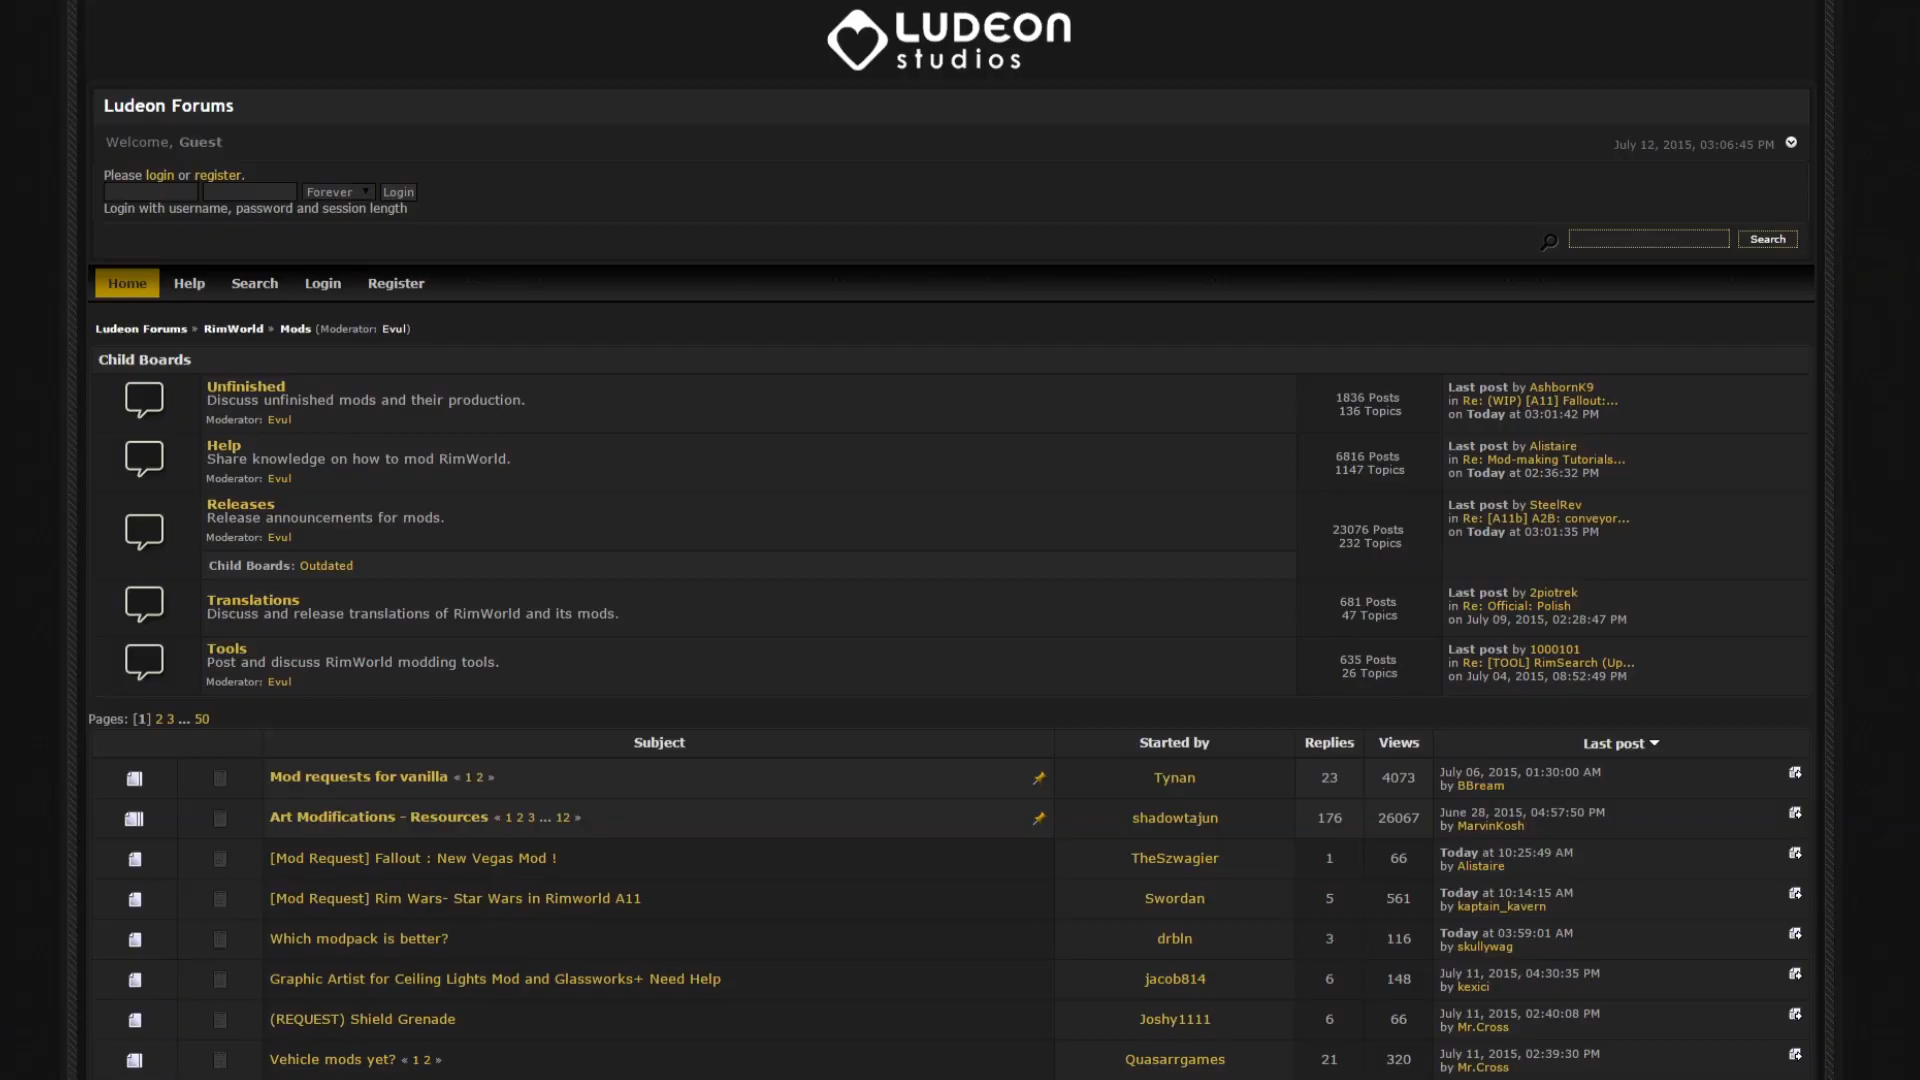 LUDEON
studios
Ludeon Forums
Welcome, Guest
July 12, 2015, 03:06:45 PM
Please login or register.
Forever Login
Login with username, password and session length
Search
Home Help Search Login Register
Ludeon Forums » RimWorld » Mods (Moderator: Evul)
Child Boards
Unfinished
Discuss unfinished mods and their production.
Moderator: Evul
1836 Posts
136 Topics
Last post by AshbornK9
in Re: (WIP) [A11] Fallout:...
on Today at 03:01:42 PM
Help
Share knowledge on how to mod RimWorld.
Moderator: Evul
6816 Posts
1147 Topics
Last post by Alistaire
in Re: Mod-making Tutorials...
on Today at 02:36:32 PM
Releases
Release announcements for mods.
Moderator: Evul
Child Boards: Outdated
23076 Posts
232 Topics
Last post by SteelRev
in Re: [A11b] A2B: conveyor...
on Today at 03:01:35 PM
Translations
Discuss and release translations of RimWorld and its mods.
681 Posts
47 Topics
Last post by 2piotrek
in Re: Official: Polish
on July 09, 2015, 02:28:47 PM
Tools
Post and discuss RimWorld modding tools.
Moderator: Evul
635 Posts
26 Topics
Last post by 1000101
in Re: [TOOL] RimSearch (Up...
on July 04, 2015, 08:52:49 PM
Pages: [1] 2 3 ... 50
Subject Started by Replies Views Last post
Mod requests for vanilla « 1 2 » Tynan 23 4073 July 06, 2015, 01:30:00 AM
by BBream
Art Modifications - Resources « 1 2 3 ... 12 » shadowtajun 176 26067 June 28, 2015, 04:57:50 PM
by MarvinKosh
[Mod Request] Fallout : New Vegas Mod ! TheSzwagier 1 66 Today at 10:25:49 AM
by Alistaire
[Mod Request] Rim Wars- Star Wars in Rimworld A11 Swordan 5 561 Today at 10:14:15 AM
by kaptain_kavern
Which modpack is better? drbln 3 116 Today at 03:59:01 AM
by skullywag
Graphic Artist for Ceiling Lights Mod and Glassworks+ Need Help jacob814 6 148 July 11, 2015, 04:30:35 PM
by kexici
(REQUEST) Shield Grenade Joshy1111 6 66 July 11, 2015, 02:40:08 PM
by Mr.Cross
Vehicle mods yet? « 1 2 » Quasarrgames 21 320 July 11, 2015, 02:39:30 PM
by Mr.Cross